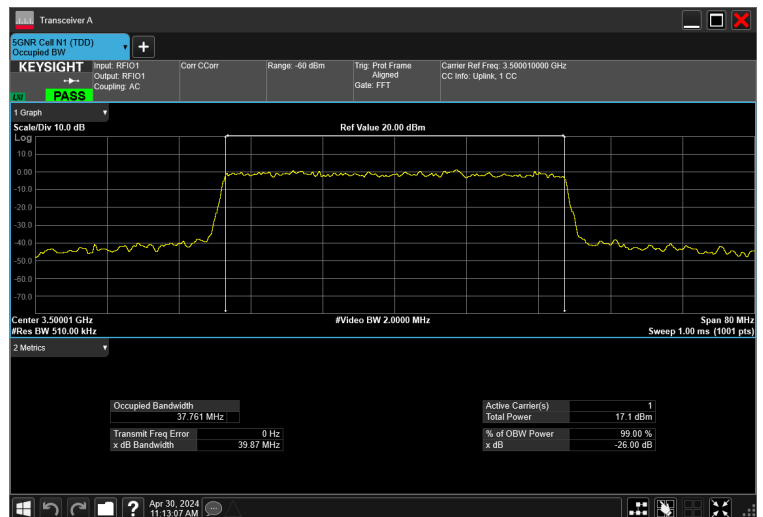 Transceiver A
5GNR Cell N1 (TDD)
Occupied BW
KEYSIGHT
LXI
PASS
Input: RFIO1
Output: RFIO1
Coupling: AC
Corr CCorr
Range: -60 dBm
Trig: Prot Frame
Aligned
Gate: FFT
Carrier Ref Freq: 3.500010000 GHz
CC Info: Uplink, 1 CC
1 Graph
Scale/Div 10.0 dB
Ref Value 20.00 dBm
Log
10.0
0.00
-10.0
-20.0
-30.0
-40.0
-50.0
-60.0
-70.0
Center 3.50001 GHz
#Video BW 2.0000 MHz
Span 80 MHz
#Res BW 510.00 kHz
Sweep 1.00 ms (1001 pts)
2 Metrics
Occupied Bandwidth
37.761 MHz
Transmit Freq Error 0 Hz
x dB Bandwidth 39.87 MHz
Active Carrier(s) 1
Total Power 17.1 dBm
% of OBW Power 99.00 %
x dB -26.00 dB
Apr 30, 2024
11:13:07 AM